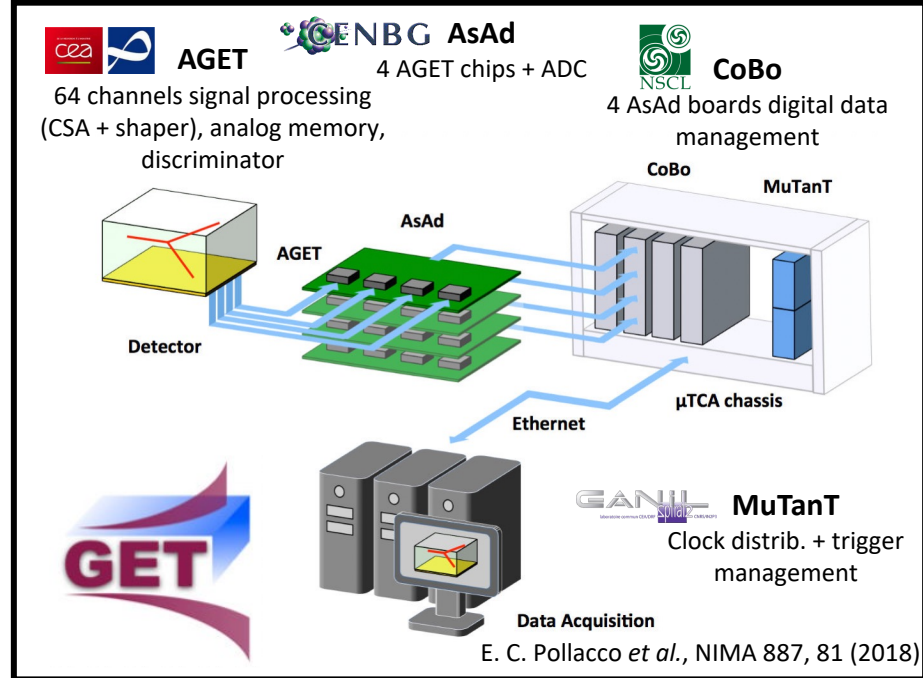 cea
CENBG
AGET
64 channels signal processing
(CSA + shaper), analog memory,
discriminator
AsAd
4 AGET chips + ADC
NSCL
CoBo
4 AsAd boards digital data
management
CoBo
MuTanT
AsAd
AGET
Detector
µTCA chassis
Ethernet
GET
Data Acquisition
GANIL
spiral2
MuTanT
Clock distrib. + trigger
management
E. C. Pollacco et al., NIMA 887, 81 (2018)